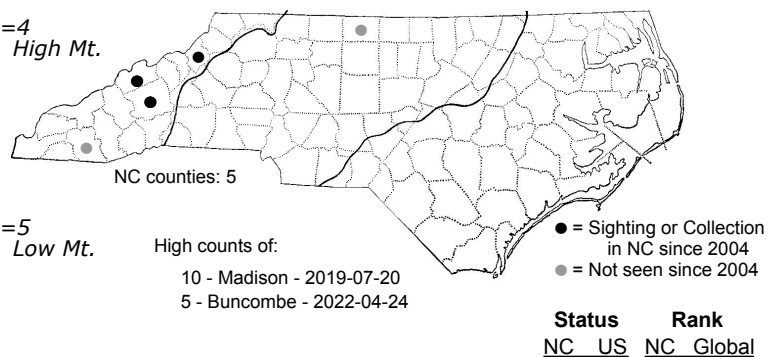 =4
High Mt.
NC counties: 5
=5
Low Mt.
High counts of:
10 - Madison - 2019-07-20
5 - Buncombe - 2022-04-24
● = Sighting or Collection
in NC since 2004
● = Not seen since 2004
Status Rank
NC US NC Global